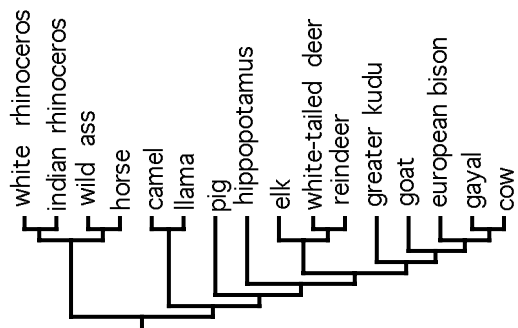 white rhinoceros
indian rhinoceros
wild ass
horse
camel
llama
pig
hippopotamus
elk
white-tailed deer
reindeer
greater kudu
goat
european bison
gayal
cow